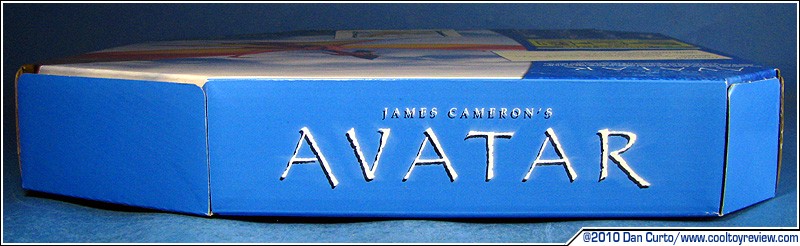 JAMES CAMERON'S
AVATAR
©2010 Dan Curto/www.cooltoyreview.com